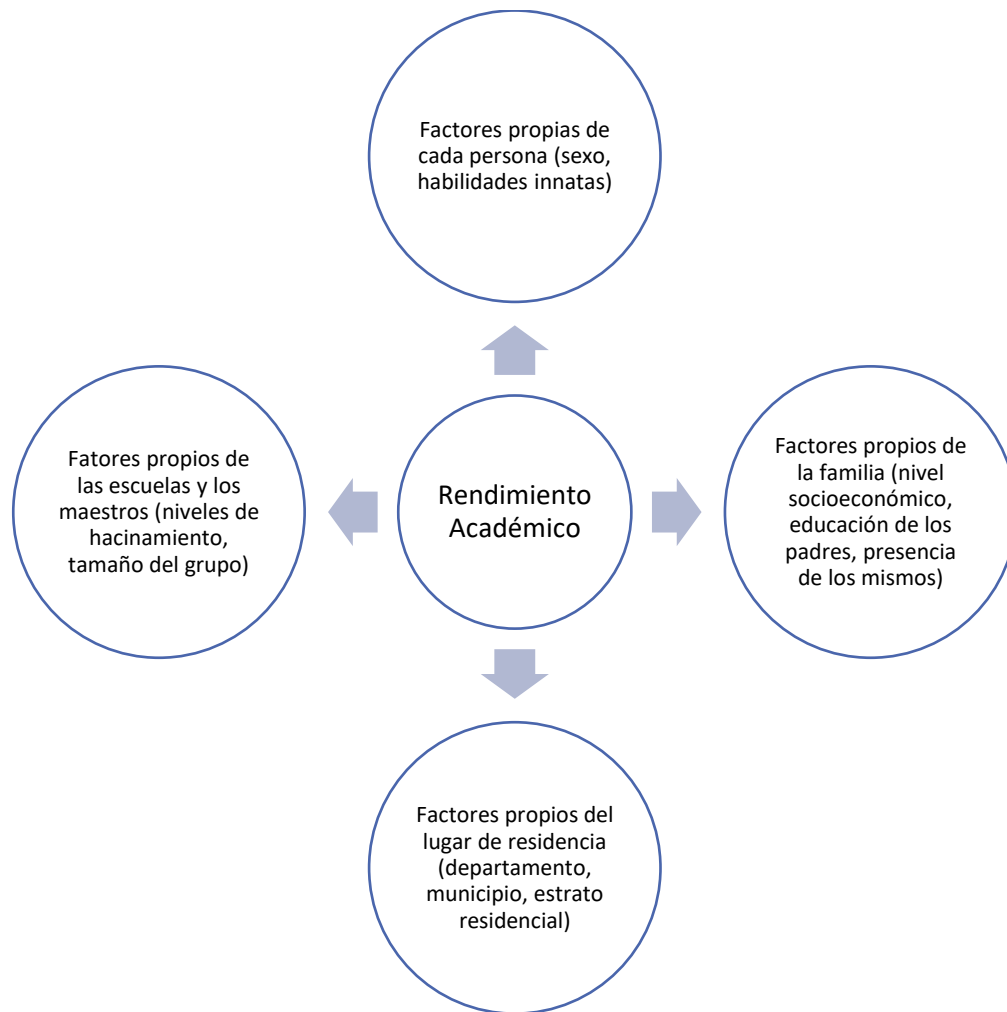 Factores propias de
cada persona (sexo,
habilidades innatas)
Fatores propios de
las escuelas y los
maestros (niveles de
hacinamiento,
tamaño del grupo)
Rendimiento
Académico
Factores propios de
la familia (nivel
socioeconómico,
educación de los
padres, presencia
de los mismos)
Factores propios del
lugar de residencia
(departamento,
municipio, estrato
residencial)